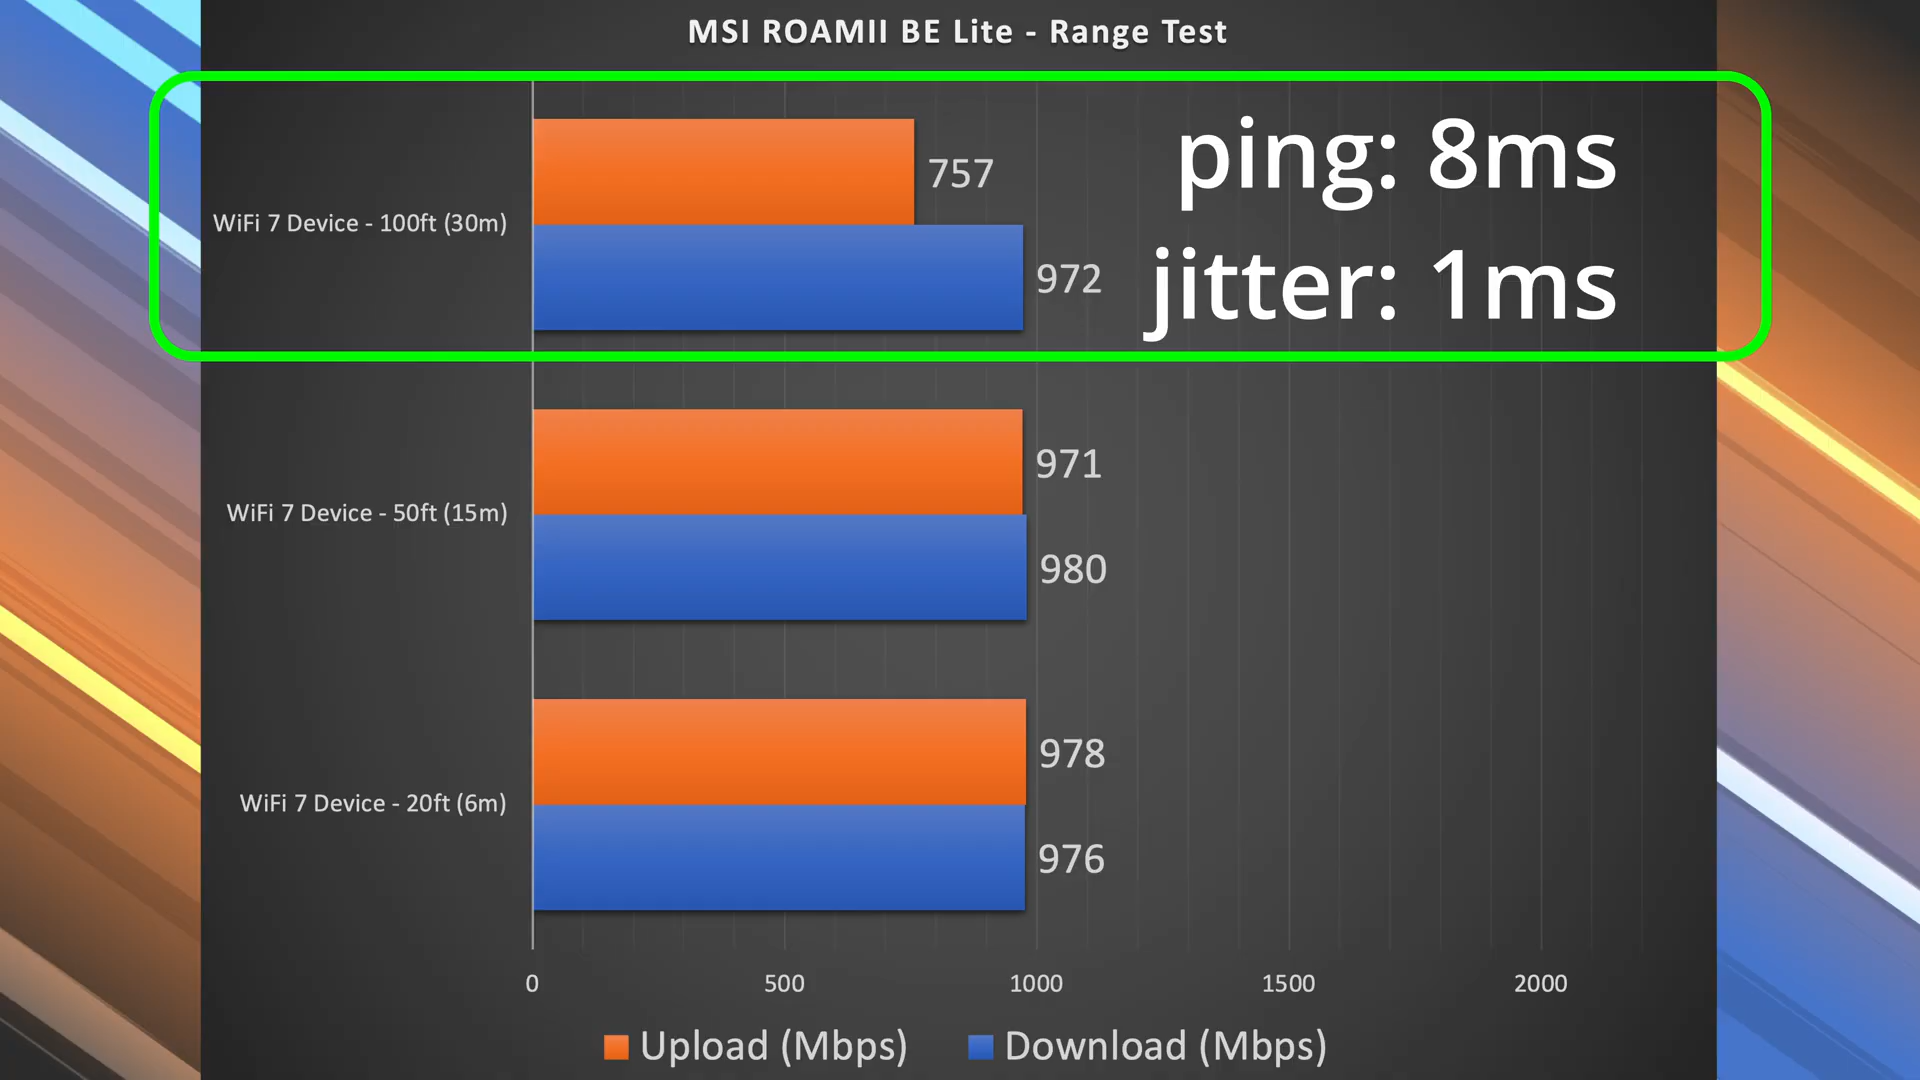 MSI ROAMII BE Lite - Range Test
WiFi 7 Device - 100ft (30m)
757
972
ping: 8ms
jitter: 1ms
WiFi 7 Device - 50ft (15m)
971
980
WiFi 7 Device - 20ft (6m)
978
976
0 500 1000 1500 2000
Upload (Mbps) Download (Mbps)